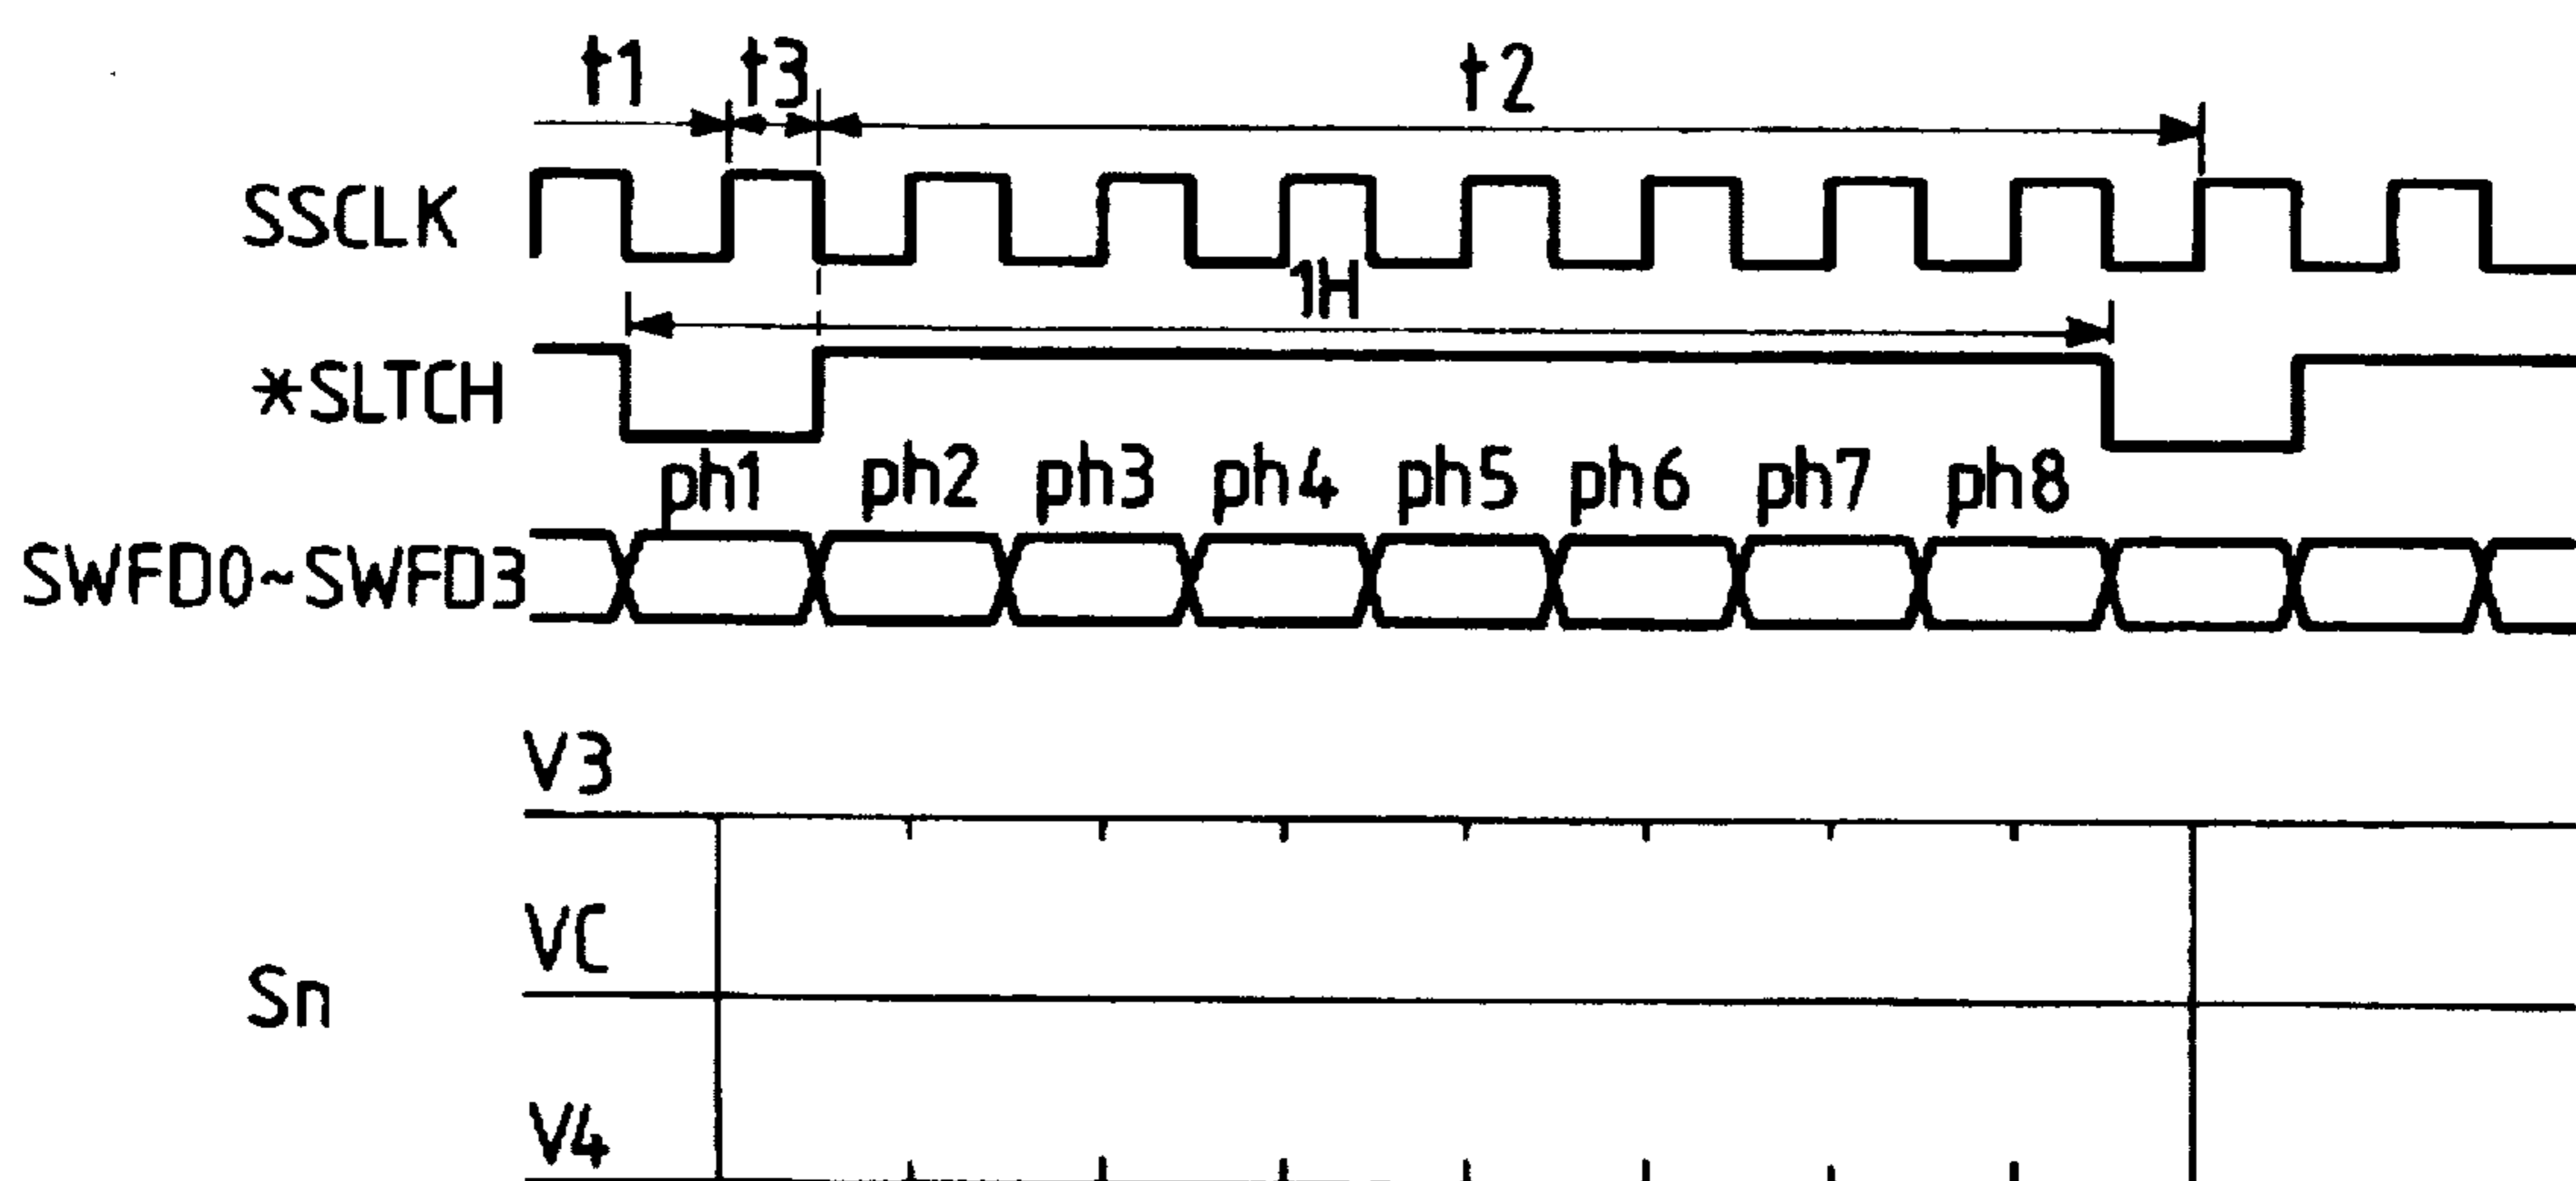 t1 t3 t2
SSCLK
1H
*SLTCH
ph1 ph2 ph3 ph4 ph5 ph6 ph7 ph8
SWFD0~SWFD3
V3
VC
Sn
V4